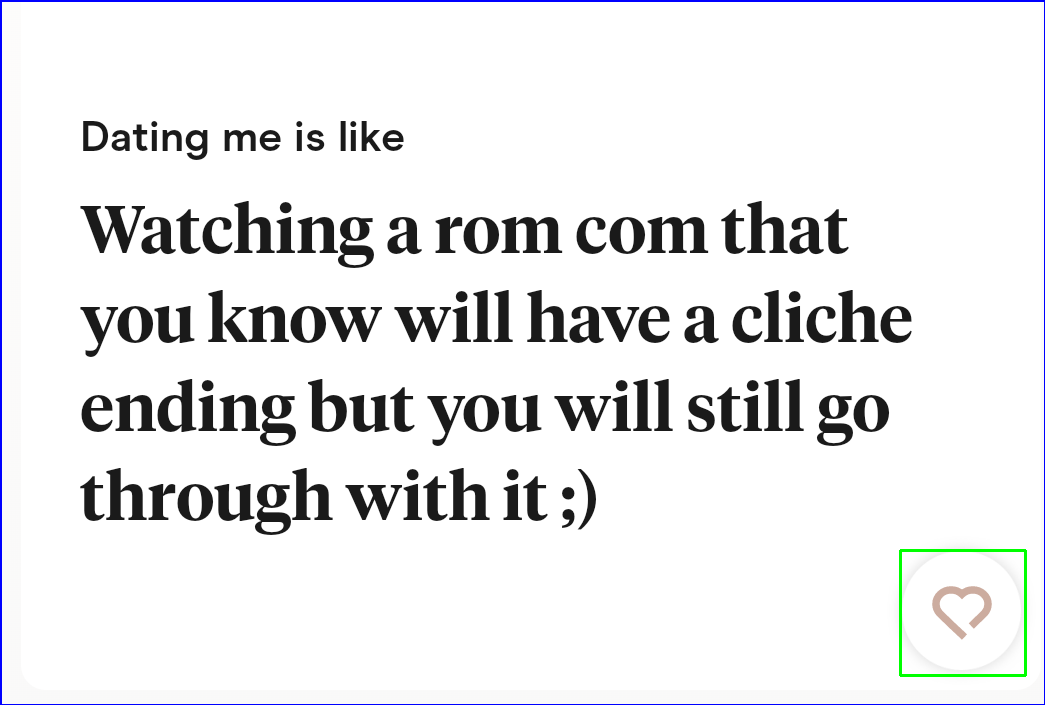 Dating me is like
Watching a rom com that
you know will have a cliche
ending but you will still go
through with it ;)